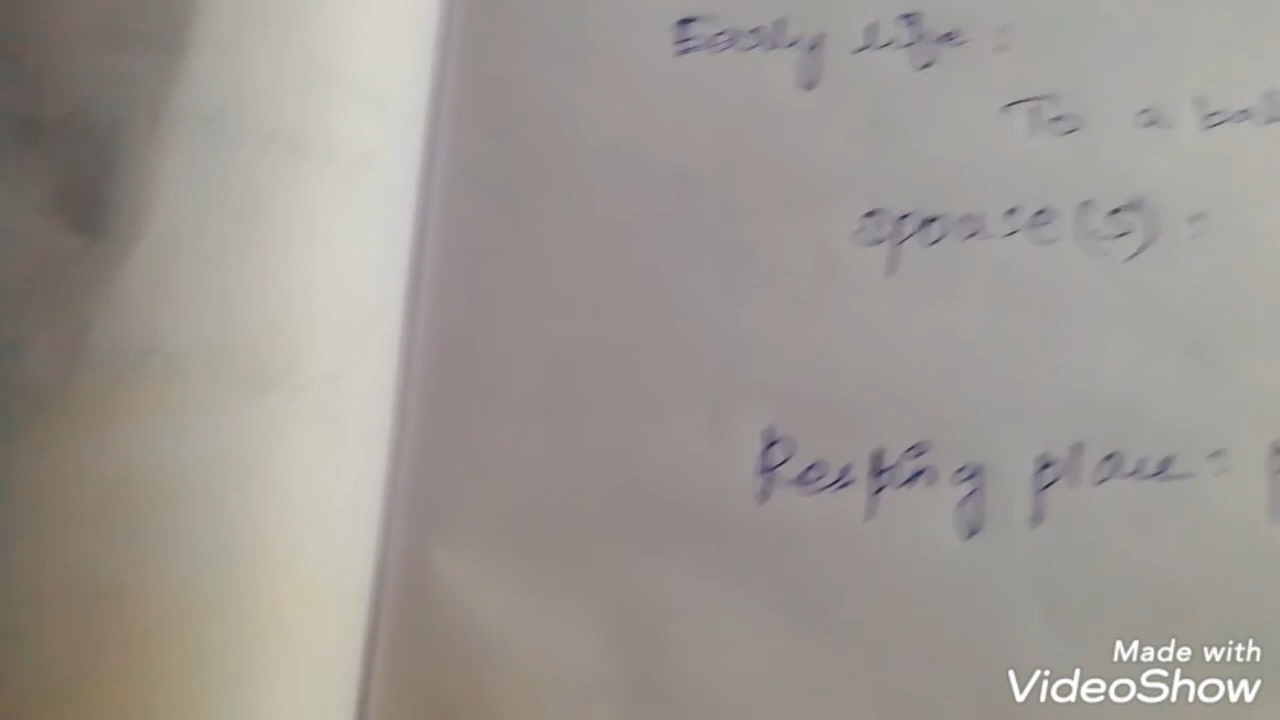 Early life:
To a
Spouse(s):
Resting place:
Made with
VideoShow